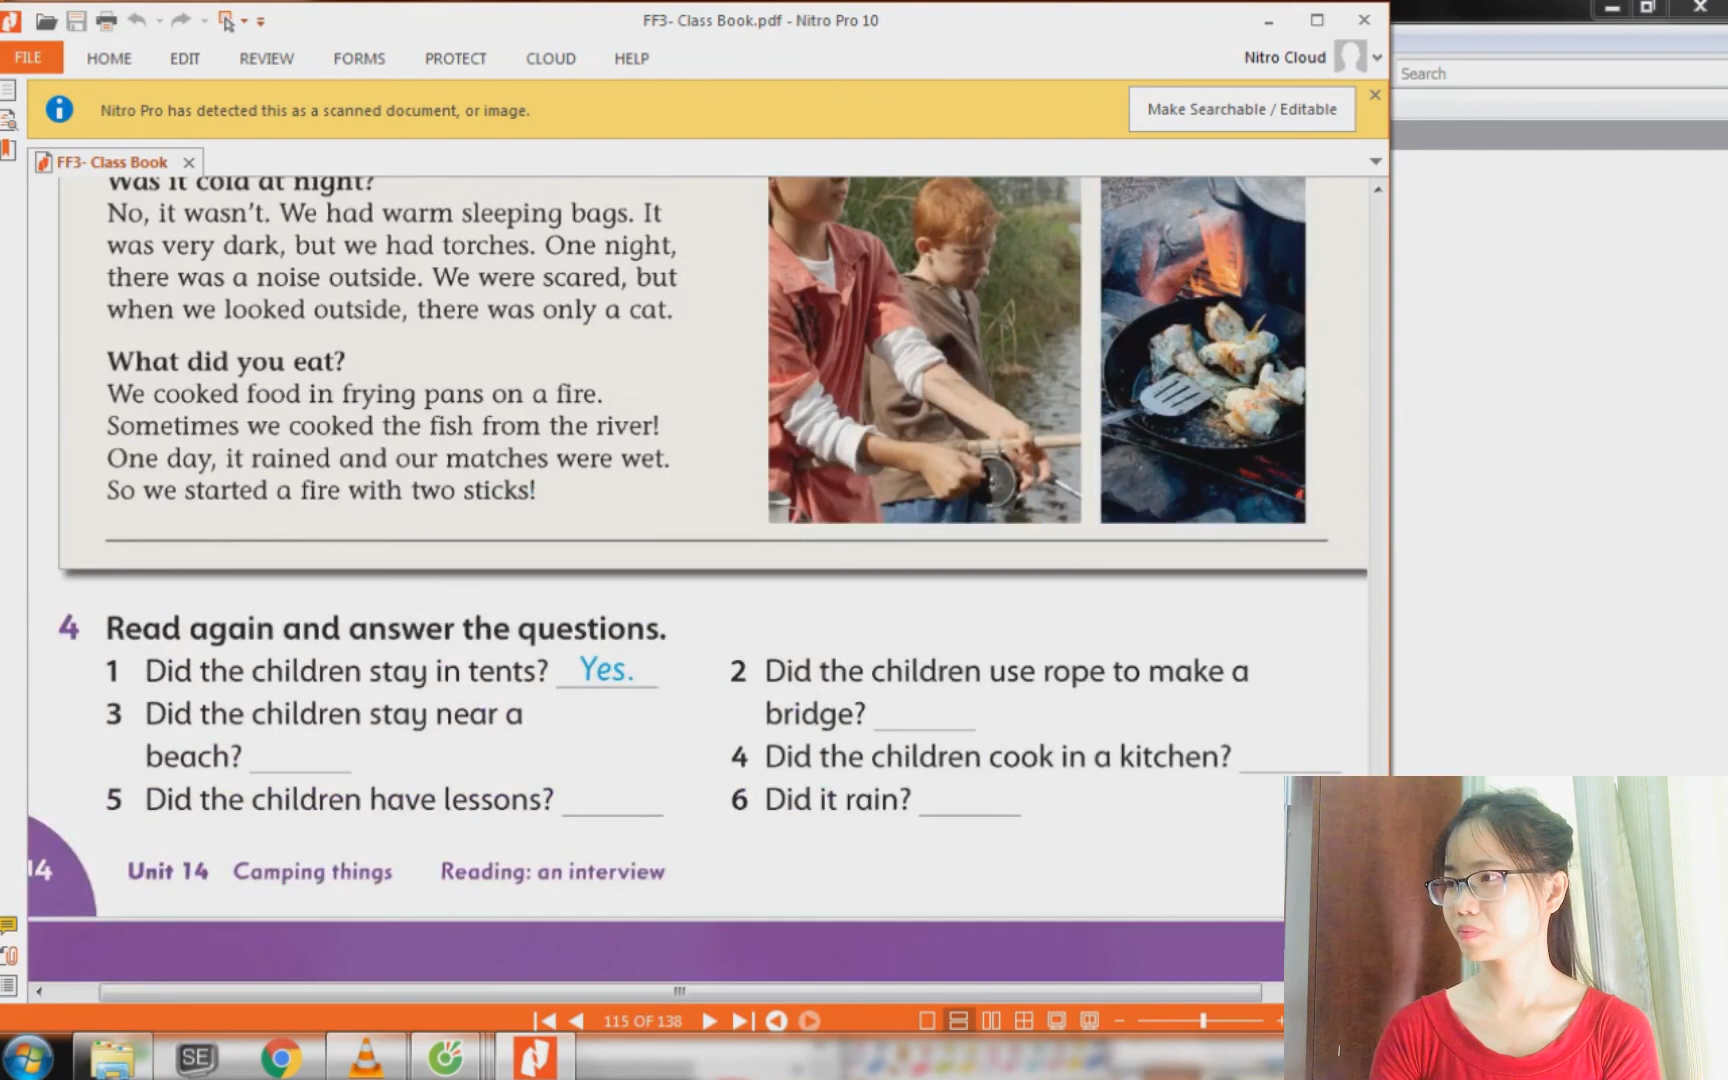 FF3- Class Book.pdf - Nitro Pro 10
FILE HOME EDIT REVIEW FORMS PROTECT CLOUD HELP Nitro Cloud
Search
Nitro Pro has detected this as a scanned document, or image. Make Searchable / Editable
FF3- Class Book
Was it cold at night?
No, it wasn't. We had warm sleeping bags. It
was very dark, but we had torches. One night,
there was a noise outside. We were scared, but
when we looked outside, there was only a cat.
What did you eat?
We cooked food in frying pans on a fire.
Sometimes we cooked the fish from the river!
One day, it rained and our matches were wet.
So we started a fire with two sticks!
4 Read again and answer the questions.
1 Did the children stay in tents? Yes.
2 Did the children use rope to make a
bridge?
3 Did the children stay near a
beach?
4 Did the children cook in a kitchen?
5 Did the children have lessons?
6 Did it rain?
14 Unit 14 Camping things Reading: an interview
115 OF 138
SE